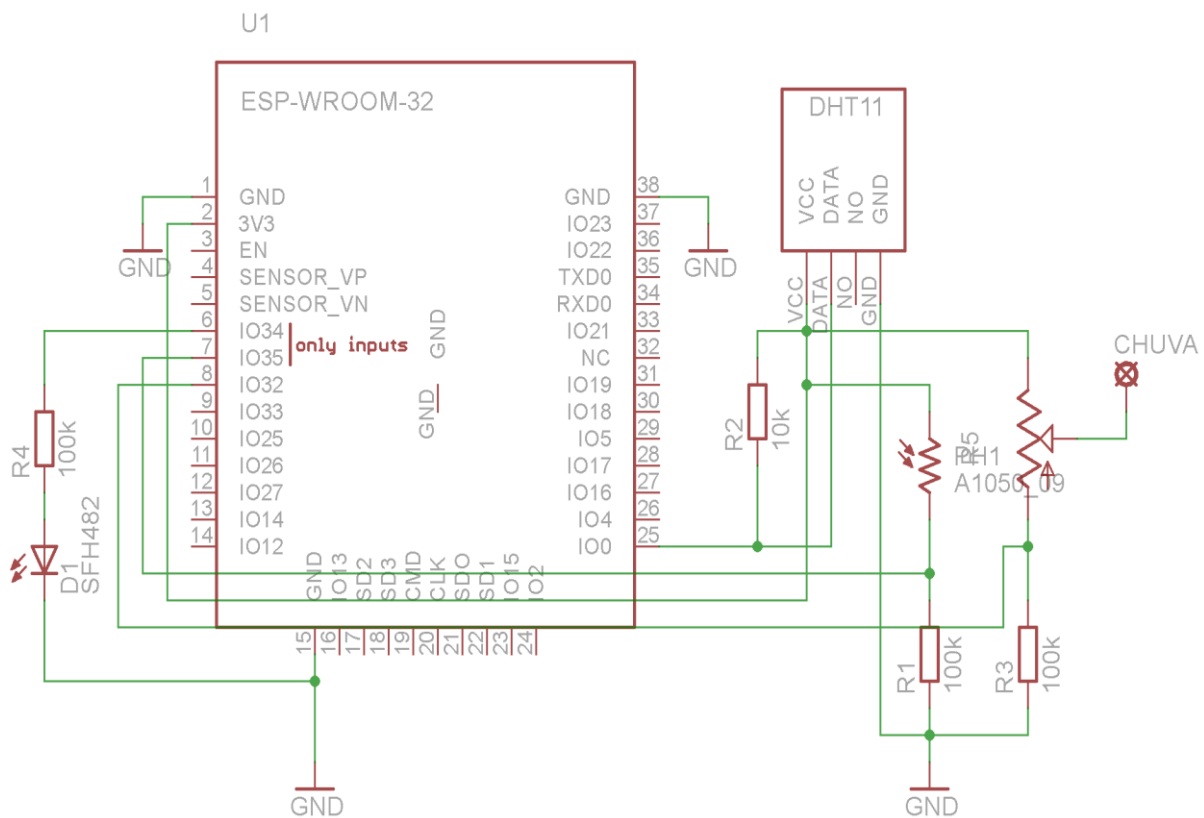 U1
ESP-WROOM-32
1
GND
2
3V3
3
EN
4
SENSOR_VP
5
SENSOR_VN
6
IO34
only inputs
7
IO35
8
IO32
9
IO33
10
IO25
11
IO26
12
IO27
13
IO14
14
IO12
GND
GND
38
GND
37
IO23
36
IO22
35
TXD0
34
RXD0
33
IO21
32
NC
31
IO19
30
IO18
29
IO5
28
IO17
27
IO16
26
IO4
25
IO0
GND
IO13
SD2
SD3
CMD
CLK
SDO
SD1
IO15
IO2
15
16
17
18
19
20
21
22
23
24
GND
GND
DHT11
VCC
DATA
NO
GND
VCC
DATA
NO
GND
CHUVA
R2
10k
R5
PH1
A1050_09
R4
100k
D1
SFH482
R1
100k
R3
100k
GND
GND